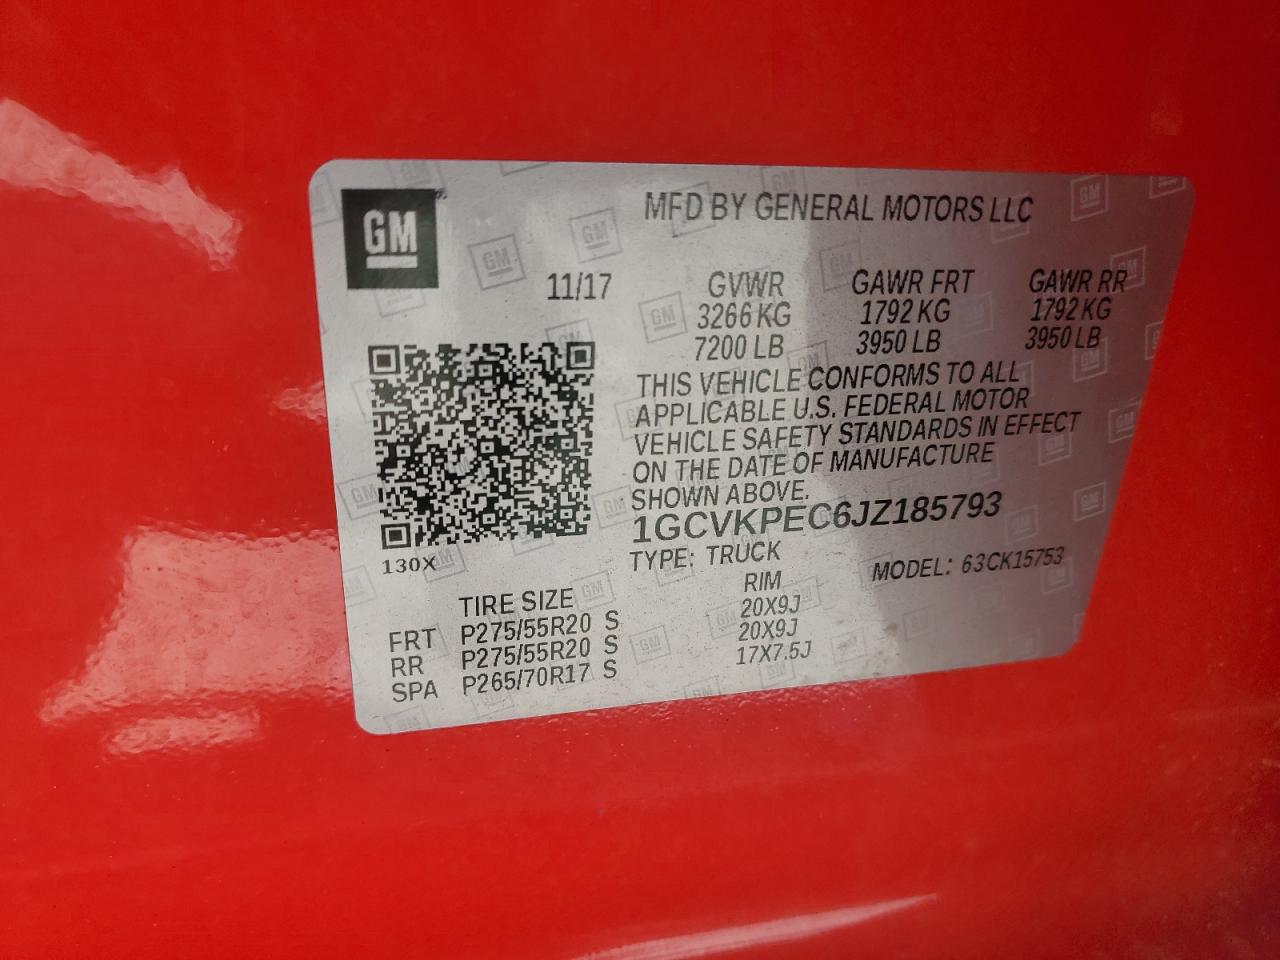 GM
MFD BY GENERAL MOTORS LLC
11/17
GVWR GAWR FRT GAWR RR
3266 KG 1792 KG 1792 KG
7200 LB 3950 LB 3950 LB
THIS VEHICLE CONFORMS TO ALL
APPLICABLE U.S. FEDERAL MOTOR
VEHICLE SAFETY STANDARDS IN EFFECT
ON THE DATE OF MANUFACTURE
SHOWN ABOVE.
1GCVKPEC6JZ185793
130X
TYPE: TRUCK MODEL: 63CK15753
TIRE SIZE RIM
FRT P275/55R20 S 20X9J
RR P275/55R20 S 20X9J
SPA P265/70R17 S 17X7.5J